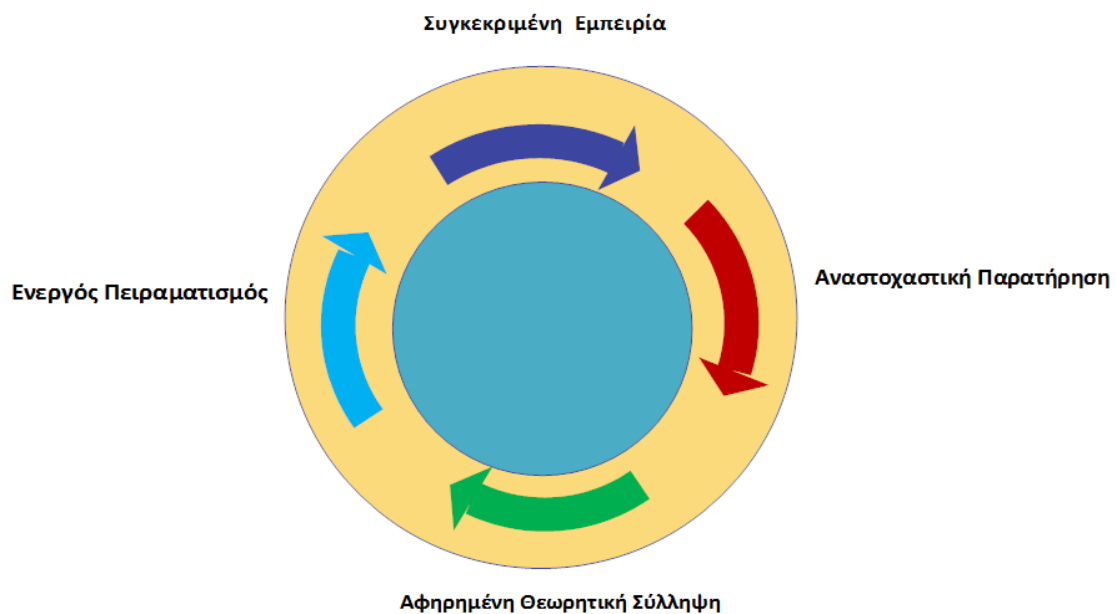 Συγκεκριμένη Εμπειρία
Ενεργός Πειραματισμός
Αναστοχαστική Παρατήρηση
Αφηρημένη Θεωρητική Σύλληψη